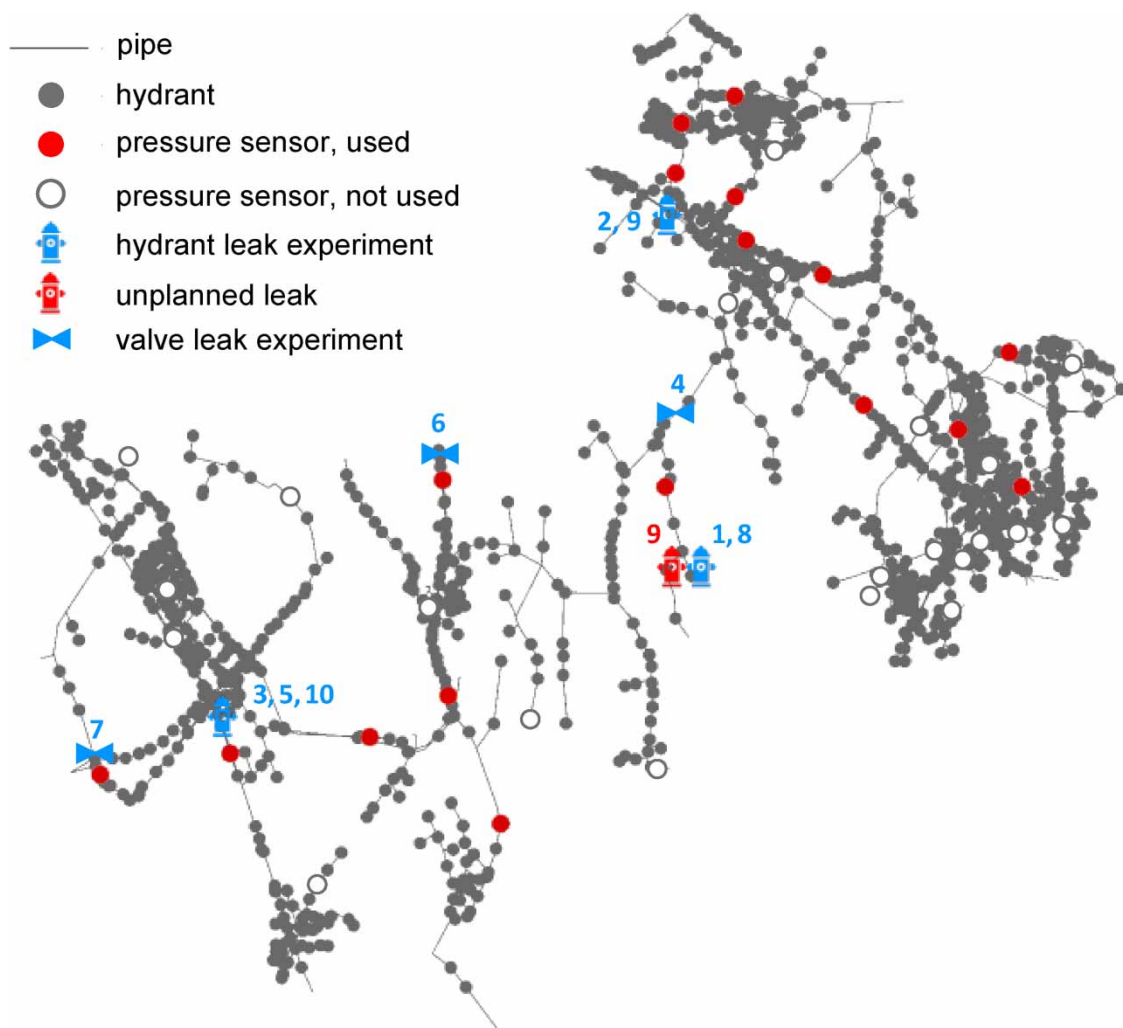 pipe
hydrant
pressure sensor, used
pressure sensor, not used
hydrant leak experiment
unplanned leak
valve leak experiment
2, 9
4
6
9
1, 8
3, 5, 10
7